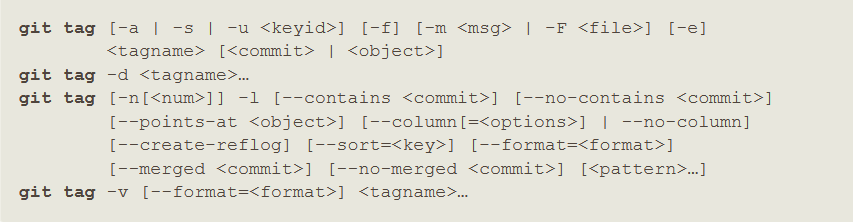 git tag [-a | -s | -u <keyid>] [-f] [-m <msg> | -F <file>] [-e]
<tagname> [<commit> | <object>]
git tag -d <tagname>…
git tag [-n[<num>]] -l [--contains <commit>] [--no-contains <commit>]
[--points-at <object>] [--column[=<options>] | --no-column]
[--create-reflog] [--sort=<key>] [--format=<format>]
[--merged <commit>] [--no-merged <commit>] [<pattern>…]
git tag -v [--format=<format>] <tagname>…